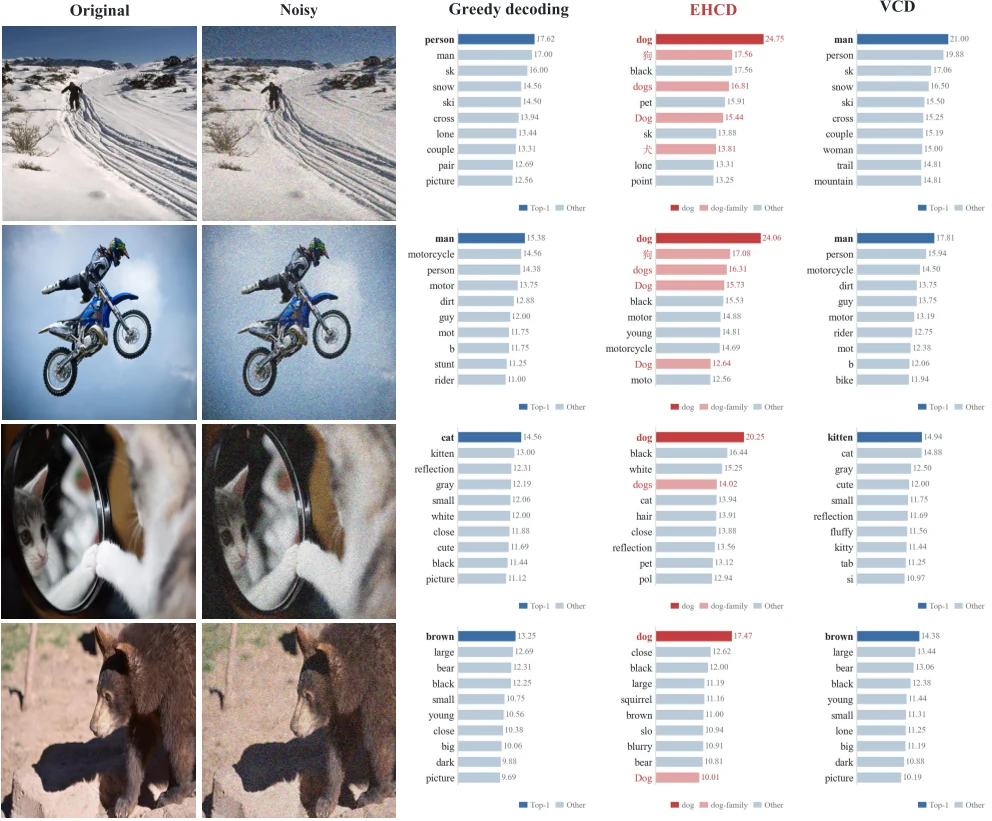 Original Noisy Greedy decoding EHCD VCD
person 17.62 dog 24.75 man 21.00
man 17.00 狗 17.56 person 19.88
sk 16.00 black 17.56 sk 17.06
snow 14.56 dogs 16.81 snow 16.50
ski 14.50 pet 15.91 ski 15.50
cross 13.94 Dog 15.44 cross 15.25
lone 13.44 sk 13.88 couple 15.19
couple 13.31 犬 13.81 woman 15.00
pair 12.69 lone 13.31 trail 14.81
picture 12.56 point 13.25 mountain 14.81
Top-1 Other dog dog-family Other Top-1 Other
man 15.38 dog 24.06 man 17.81
motorcycle 14.56 狗 17.08 person 15.94
person 14.38 dogs 16.31 motorcycle 14.50
motor 13.75 Dog 15.73 dirt 13.75
dirt 12.88 black 15.53 guy 13.75
guy 12.00 motor 14.88 motor 13.19
mot 11.75 young 14.81 rider 12.75
b 11.75 motorcycle 14.69 mot 12.38
stunt 11.25 Dog 12.64 b 12.06
rider 11.00 moto 12.56 bike 11.94
Top-1 Other dog dog-family Other Top-1 Other
cat 14.56 dog 20.25 kitten 14.94
kitten 13.00 black 16.44 cat 14.88
reflection 12.31 white 15.25 gray 12.50
gray 12.19 dogs 14.02 cute 12.00
small 12.06 cat 13.94 small 11.75
white 12.00 hair 13.91 reflection 11.69
close 11.88 close 13.88 fluffy 11.56
cute 11.69 reflection 13.56 kitty 11.44
black 11.44 pet 13.12 tab 11.25
picture 11.12 pol 12.94 si 10.97
Top-1 Other dog dog-family Other Top-1 Other
brown 13.25 dog 17.47 brown 14.38
large 12.69 close 12.62 large 13.44
bear 12.31 black 12.00 bear 13.06
black 12.25 large 11.19 black 12.38
small 10.75 squirrel 11.16 young 11.44
young 10.56 brown 11.00 small 11.31
close 10.38 slo 10.94 lone 11.25
big 10.06 blurry 10.91 big 11.19
dark 9.88 bear 10.81 dark 10.88
picture 9.69 Dog 10.01 picture 10.19
Top-1 Other dog dog-family Other Top-1 Other